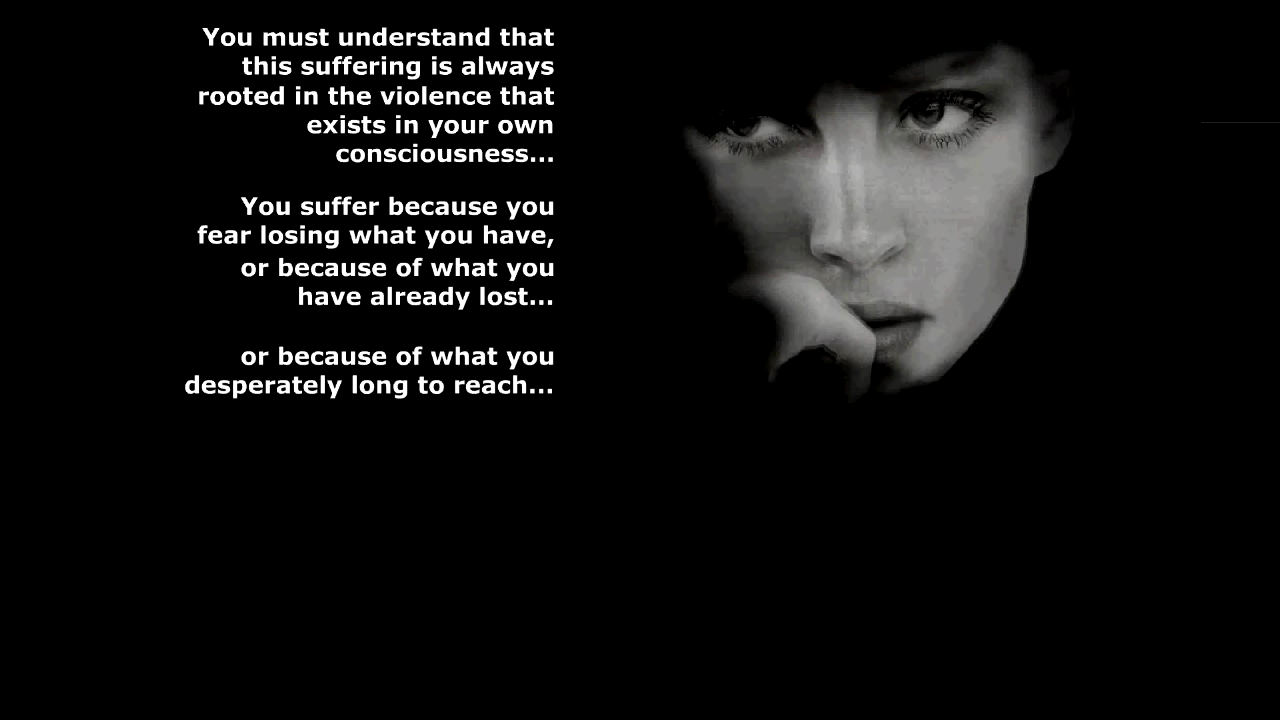 You must understand that
this suffering is always
rooted in the violence that
exists in your own
consciousness...
You suffer because you
fear losing what you have,
or because of what you
have already lost...
or because of what you
desperately long to reach...